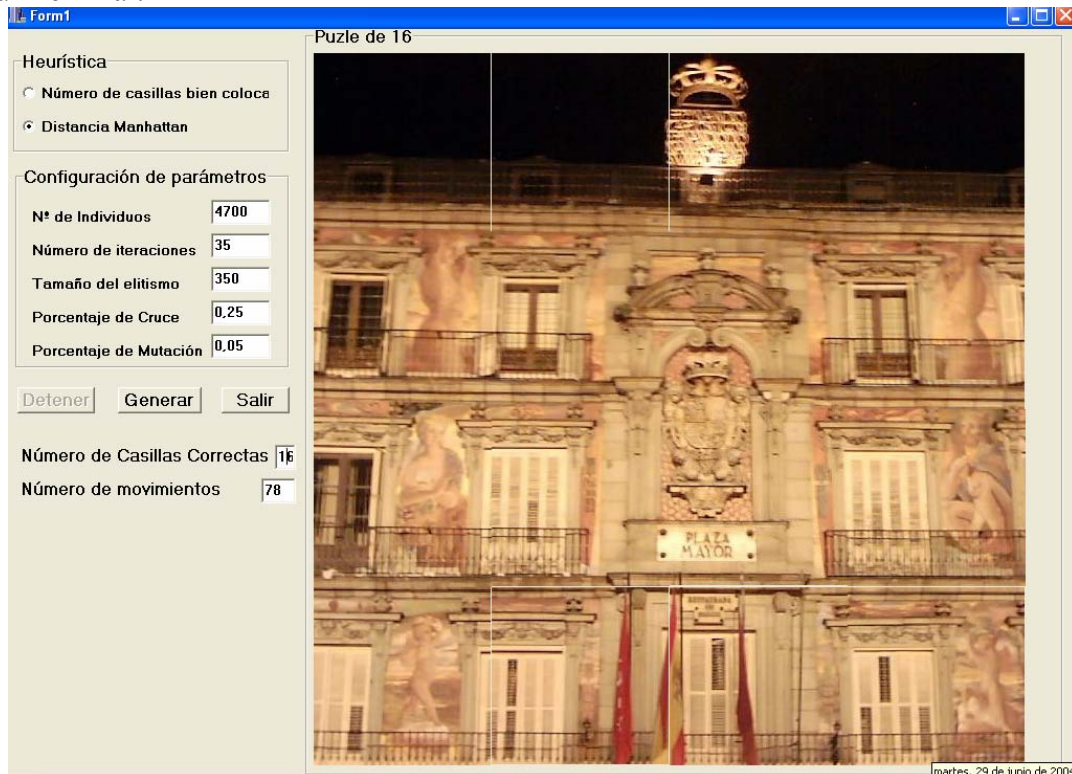 Form1
Puzle de 16
Heurística
Número de casillas bien coloca
Distancia Manhattan
Configuración de parámetros
Nº de Individuos 4700
Número de iteraciones 35
Tamaño del elitismo 350
Porcentaje de Cruce 0,25
Porcentaje de Mutación 0,05
Detener Generar Salir
Número de Casillas Correctas 16
Número de movimientos 78
PLAZA
MAYOR
martes, 29 de junio de 2004